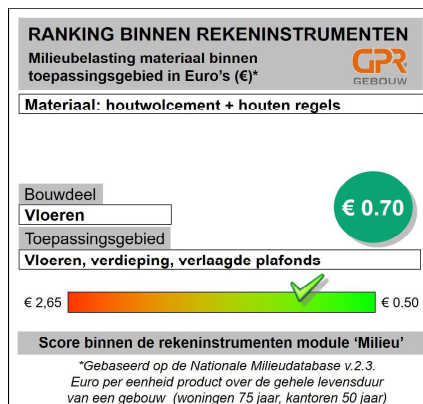 RANKING BINNEN REKENINSTRUMENTEN
Milieubelasting materiaal binnen
toepassingsgebied in Euro's (€)*
GPR
GEBOUW
Materiaal: houtwolcement + houten regels
Bouwdeel
Vloeren
€ 0.70
Toepassingsgebied
Vloeren, verdieping, verlaagde plafonds
€ 2,65
€ 0.50
Score binnen de rekeninstrumenten module 'Milieu'
*Gebaseerd op de Nationale Milieudatabase v.2.3.
Euro per eenheid product over de gehele levensduur
van een gebouw (woningen 75 jaar, kantoren 50 jaar)